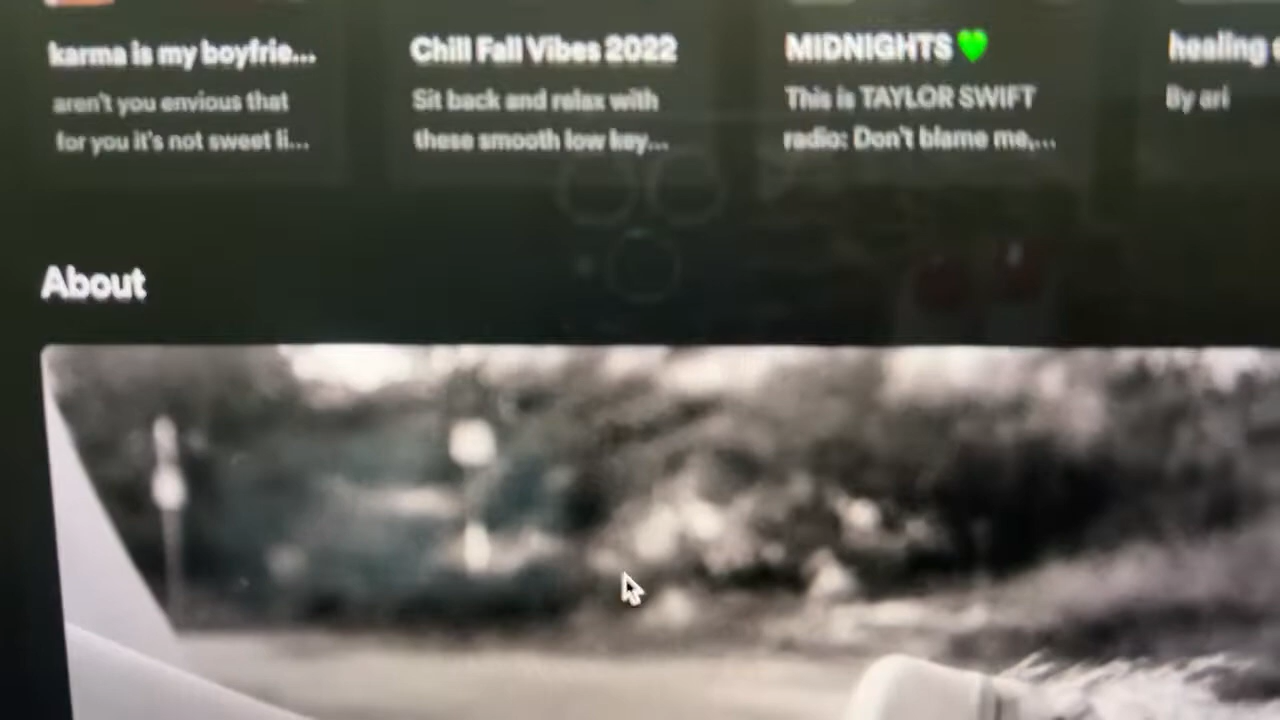 karma is my boyfrie...
aren't you envious that
for you it's not sweet li...
Chill Fall Vibes 2022
Sit back and relax with
these smooth low key...
MIDNIGHTS💚
This is TAYLOR SWIFT
radio: Don't blame me,...
healing
By ari
About